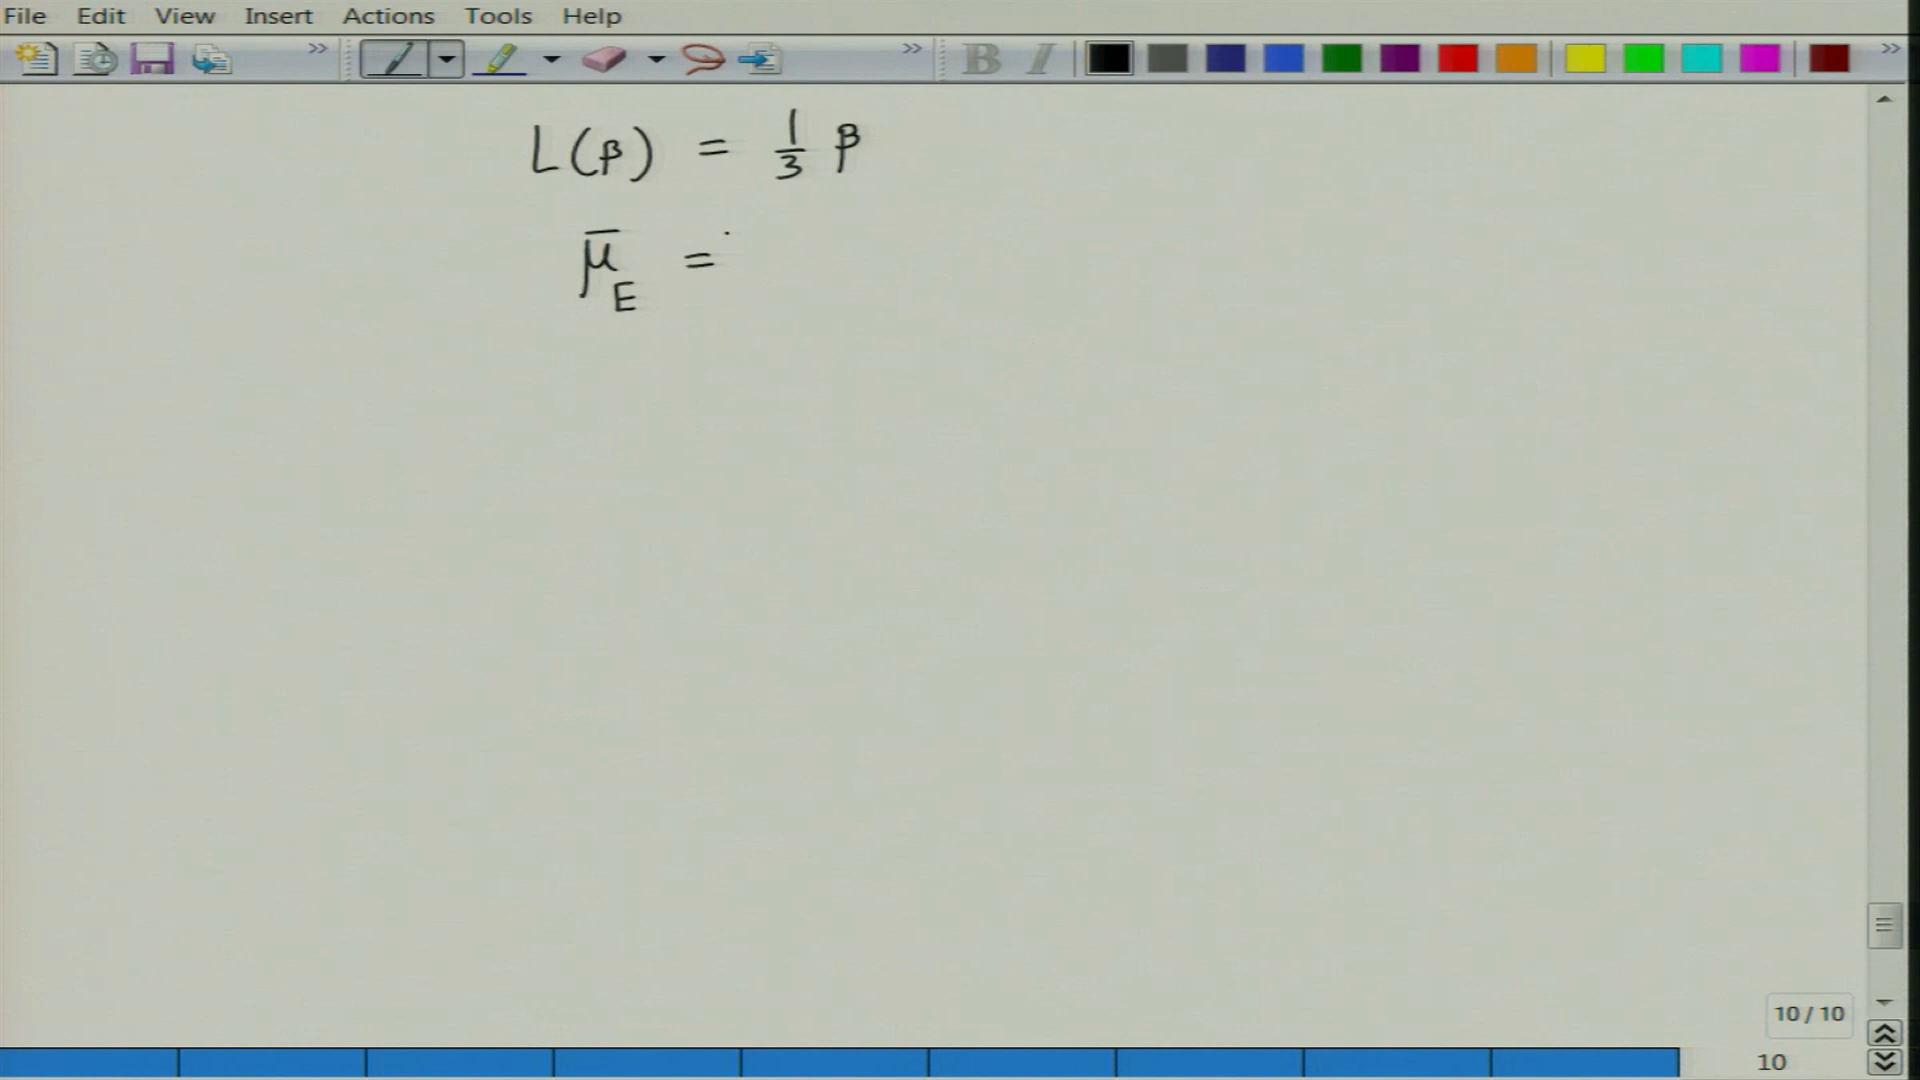 File Edit View Insert Actions Tools Help
B I
L(β) = 1/3 β
μ̄_E =
10 / 10
10